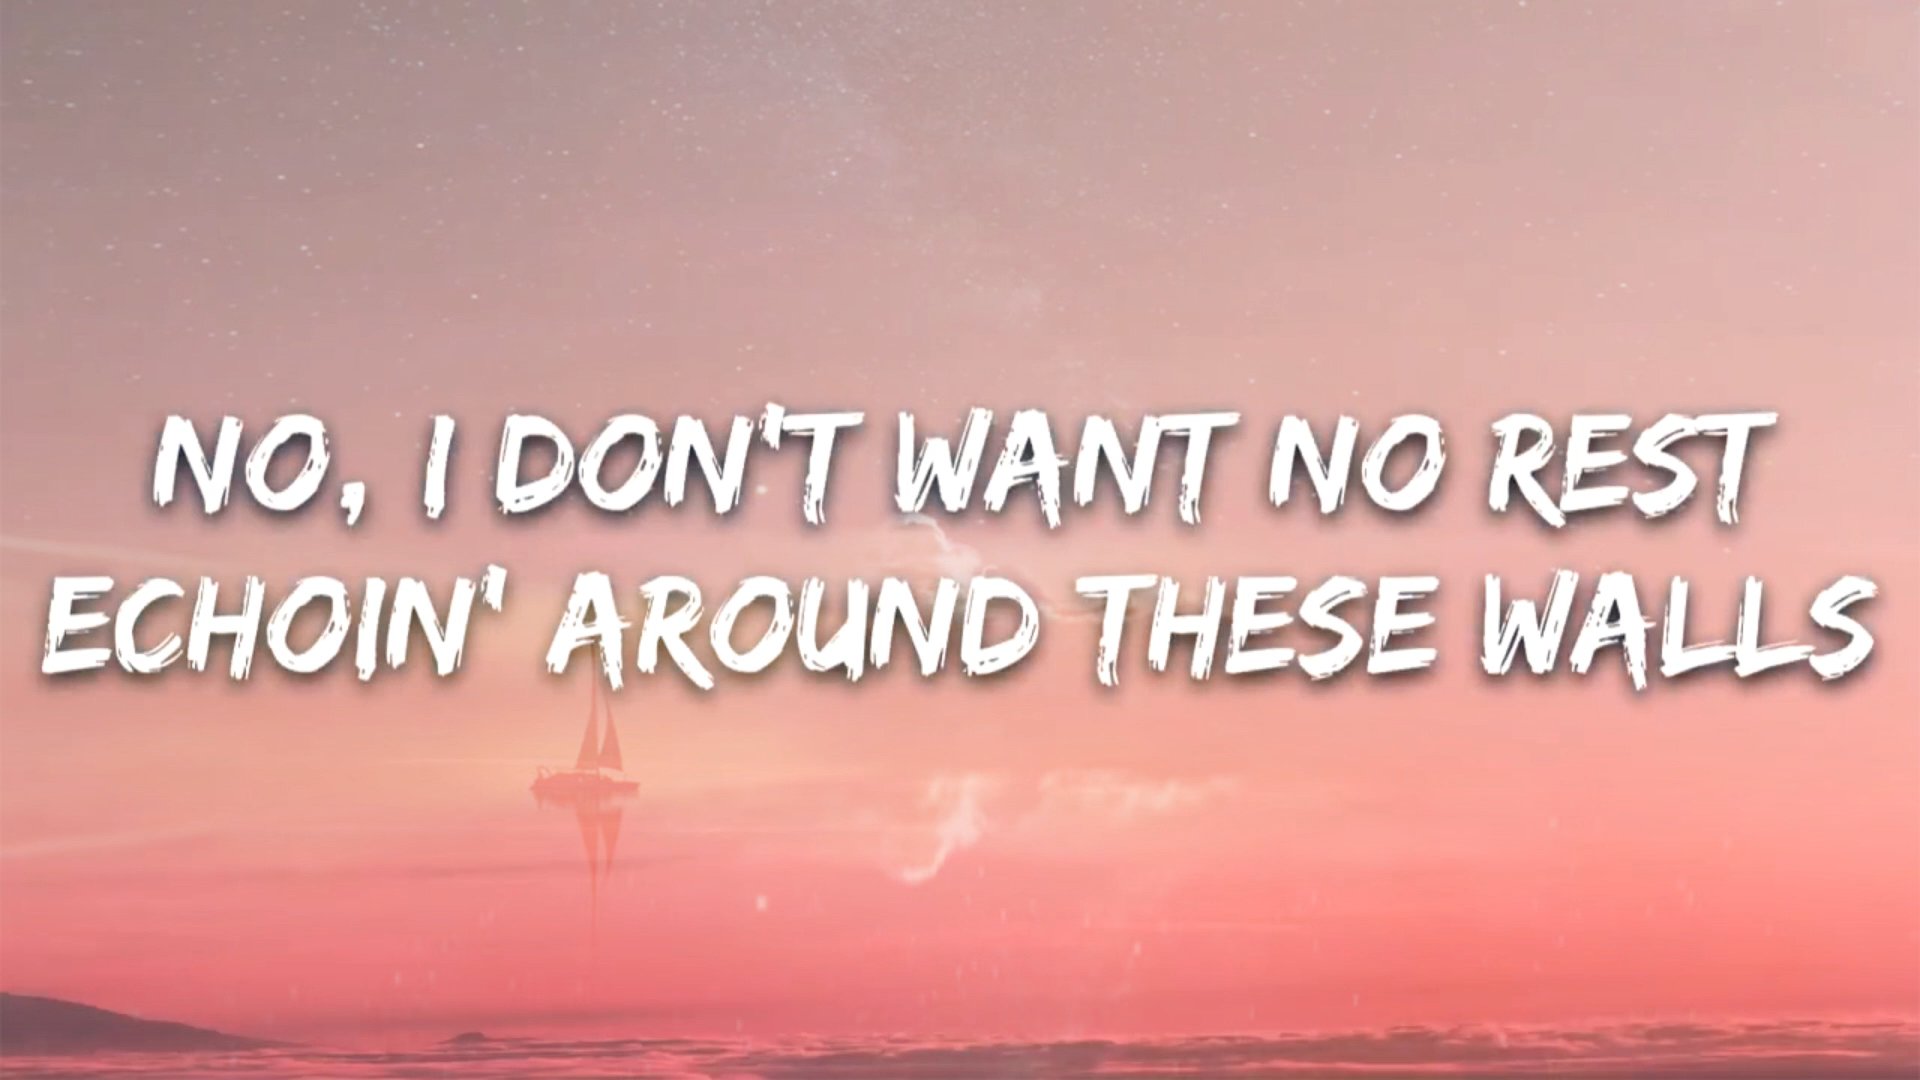 NO, I DON'T WANT NO REST
ECHOIN' AROUND THESE WALLS